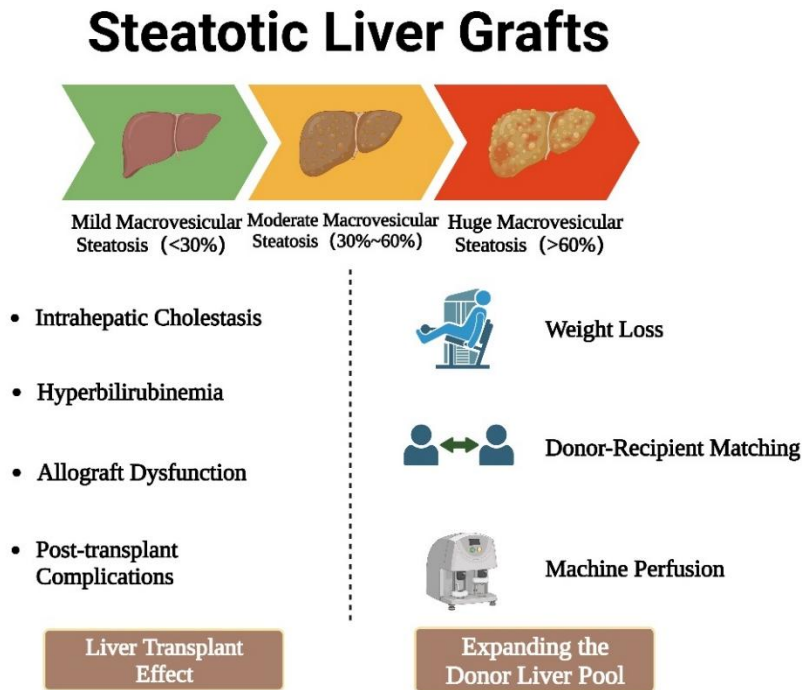 Steatotic Liver Grafts
Mild Macrovesicular
Steatosis (<30%)
Moderate Macrovesicular
Steatosis (30%~60%)
Huge Macrovesicular
Steatosis (>60%)
• Intrahepatic Cholestasis
• Hyperbilirubinemia
• Allograft Dysfunction
• Post-transplant
Complications
Liver Transplant
Effect
Weight Loss
Donor-Recipient Matching
Machine Perfusion
Expanding the
Donor Liver Pool